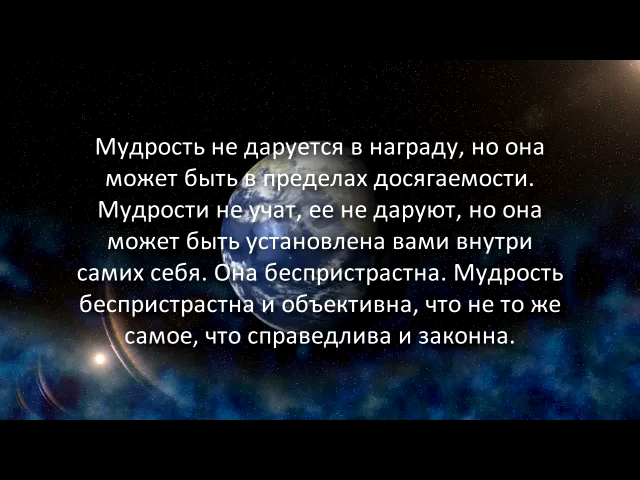 Мудрость не даруется в награду, но она
может быть в пределах досягаемости.
Мудрости не учат, ее не даруют, но она
может быть установлена вами внутри
самих себя. Она беспристрастна. Мудрость
беспристрастна и объективна, что не то же
самое, что справедлива и законна.